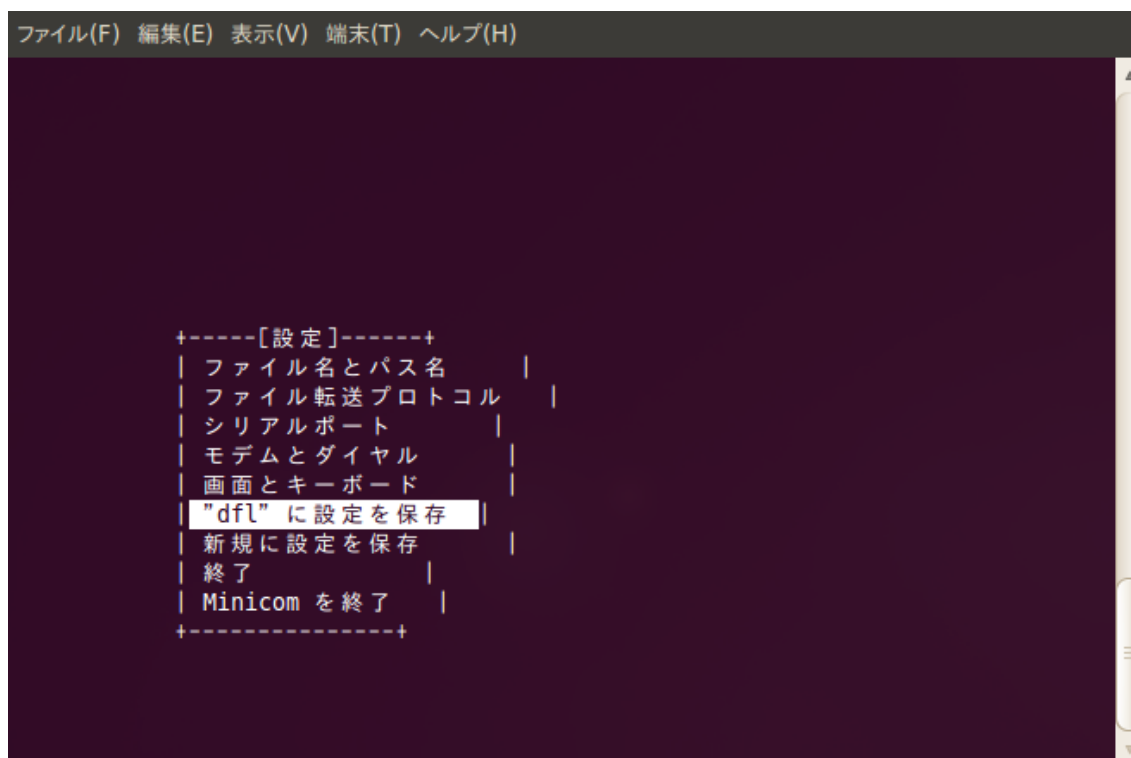 ファイル(F) 編集(E) 表示(V) 端末(T) ヘルプ(H)
+-----[設定]------+
| ファイル名とパス名 |
| ファイル転送プロトコル |
| シリアルポート |
| モデムとダイヤル |
| 画面とキーボード |
| "dfl" に設定を保存 |
| 新規に設定を保存 |
| 終了 |
| Minicom を終了 |
+---------------+